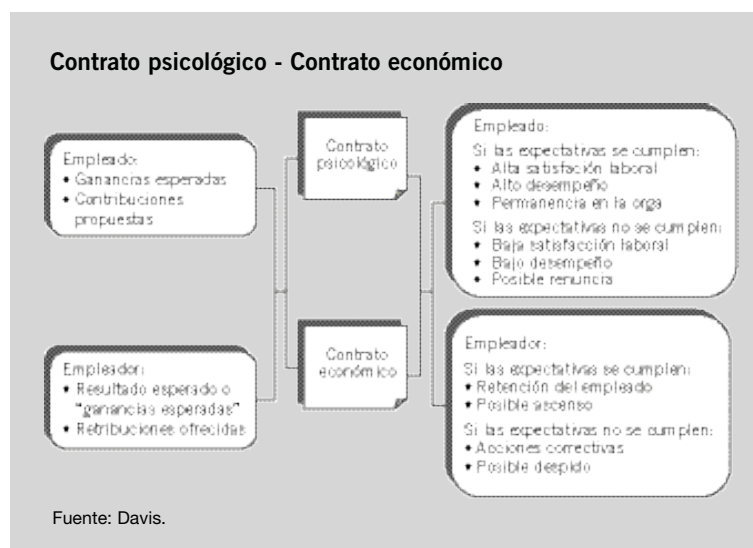 Contrato psicológico - Contrato económico
Empleado:
• Ganancias esperadas
• Contribuciones
propuestas
Empleador:
• Resultado esperado o
"ganancias esperadas"
• Retribuciones ofrecidas
Contrato
psicológico
Contrato
económico
Empleado:
Si las expectativas se cumplen:
• Alta satisfación laboral
• Alto desempeño
• Permanencia en la orga
Si las expectativas no se cumplen:
• Baja satisfacción laboral
• Bajo desempeño
• Posible renuncia
Empleador:
Si las expectativas se cumplen:
• Retención del empleado
• Posible ascenso
Si las expectativas no se cumplen:
• Acciones correctivas
• Posible despido
Fuente: Davis.